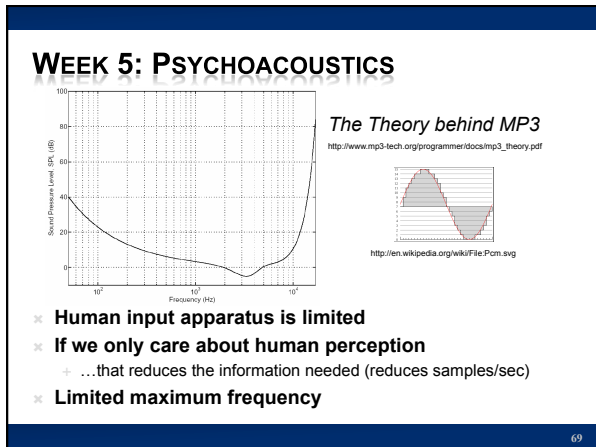 WEEK 5: PSYCHOACOUSTICS
100
80
60
40
20
0
Sound Pressure Level, SPL (dB)
10²
10³
10⁴
Frequency (Hz)
The Theory behind MP3
http://www.mp3-tech.org/programmer/docs/mp3_theory.pdf
http://en.wikipedia.org/wiki/File:Pcm.svg
× Human input apparatus is limited
× If we only care about human perception
+ …that reduces the information needed (reduces samples/sec)
× Limited maximum frequency
69